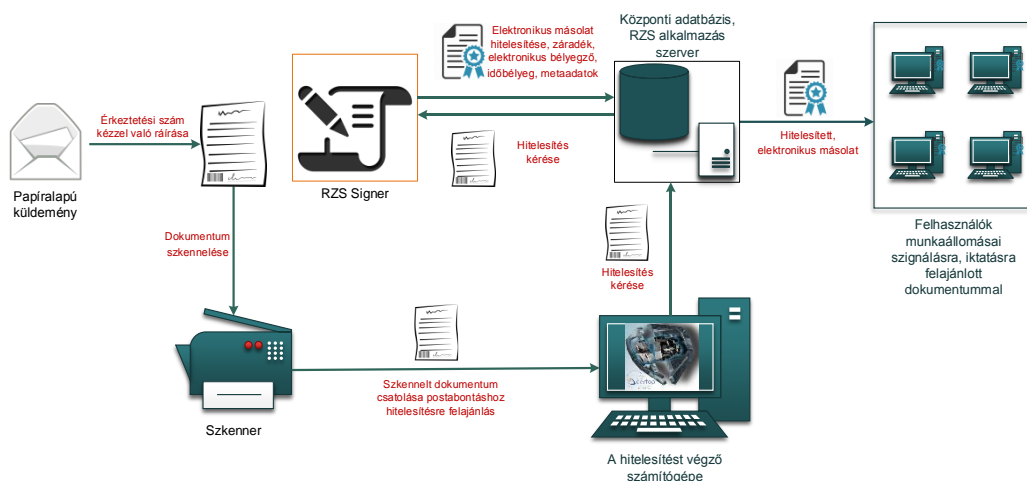 Papíralapú
küldemény
Érkeztetési szám
kézzel való ráírása
Dokumentum
szkennelése
Szkenner
Szkennelt dokumentum
csatolása postabontáshoz
hitelesítésre felajánlás
A hitelesítést végző
számítógépe
Hitelesítés
kérése
RZS Signer
Elektronikus másolat
hitelesítése, záradék,
elektronikus bélyegző,
időbélyeg, metaadatok
Hitelesítés
kérése
Központi adatbázis,
RZS alkalmazás
szerver
Hitelesített,
elektronikus másolat
Felhasználók
munkaállomásai
szignálásra, iktatásra
felajánlott
dokumentummal